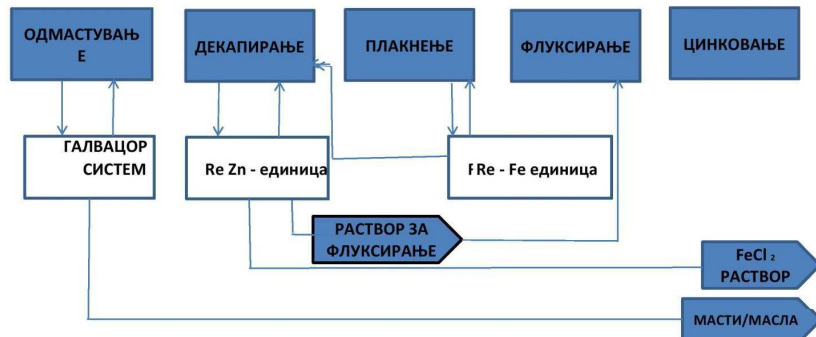 ОДМАСТУВАЊ
Е
ДЕКАПИРАЊЕ
ПЛАКНЕЊЕ
ФЛУКСИРАЊЕ
ЦИНКОВАЊЕ
ГАЛВАЦОР
СИСТЕМ
Re Zn - единица
Re - Fe единица
РАСТВОР ЗА
ФЛУКСИРАЊЕ
FeCl ₂
РАСТВОР
МАСТИ/МАСЛА